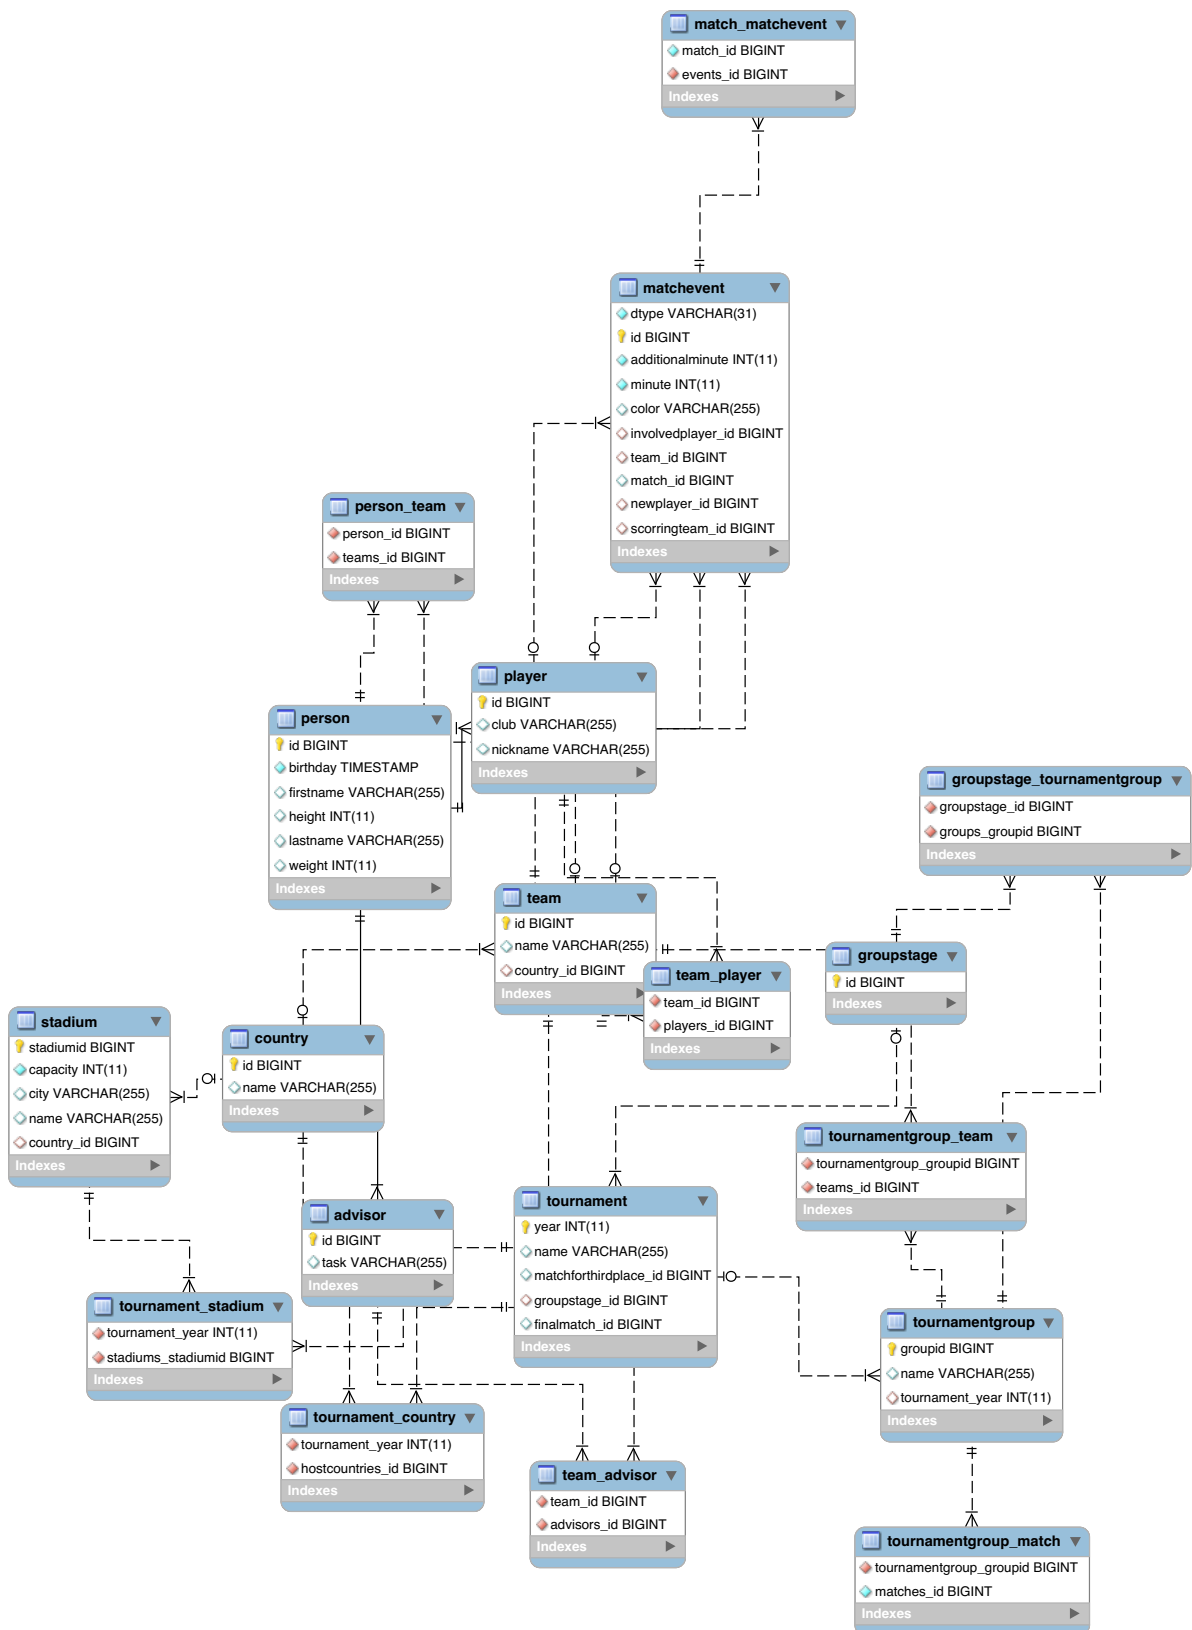 match_matchevent
match_id BIGINT
events_id BIGINT
Indexes
matchevent
dtype VARCHAR(31)
id BIGINT
additionalminute INT(11)
minute INT(11)
color VARCHAR(255)
involvedplayer_id BIGINT
team_id BIGINT
match_id BIGINT
newplayer_id BIGINT
scorringteam_id BIGINT
Indexes
person_team
person_id BIGINT
teams_id BIGINT
Indexes
player
id BIGINT
club VARCHAR(255)
nickname VARCHAR(255)
Indexes
person
id BIGINT
birthday TIMESTAMP
firstname VARCHAR(255)
height INT(11)
lastname VARCHAR(255)
weight INT(11)
Indexes
groupstage_tournamentgroup
groupstage_id BIGINT
groups_groupid BIGINT
Indexes
team
id BIGINT
name VARCHAR(255)
country_id BIGINT
Indexes
team_player
team_id BIGINT
players_id BIGINT
Indexes
groupstage
id BIGINT
Indexes
stadium
stadiumid BIGINT
capacity INT(11)
city VARCHAR(255)
name VARCHAR(255)
country_id BIGINT
Indexes
country
id BIGINT
name VARCHAR(255)
Indexes
tournamentgroup_team
tournamentgroup_groupid BIGINT
teams_id BIGINT
Indexes
advisor
id BIGINT
task VARCHAR(255)
Indexes
tournament
year INT(11)
name VARCHAR(255)
matchforthirdplace_id BIGINT
groupstage_id BIGINT
finalmatch_id BIGINT
Indexes
tournament_stadium
tournament_year INT(11)
stadiums_stadiumid BIGINT
Indexes
tournamentgroup
groupid BIGINT
name VARCHAR(255)
tournament_year INT(11)
Indexes
tournament_country
tournament_year INT(11)
hostcountries_id BIGINT
Indexes
team_advisor
team_id BIGINT
advisors_id BIGINT
Indexes
tournamentgroup_match
tournamentgroup_groupid BIGINT
matches_id BIGINT
Indexes